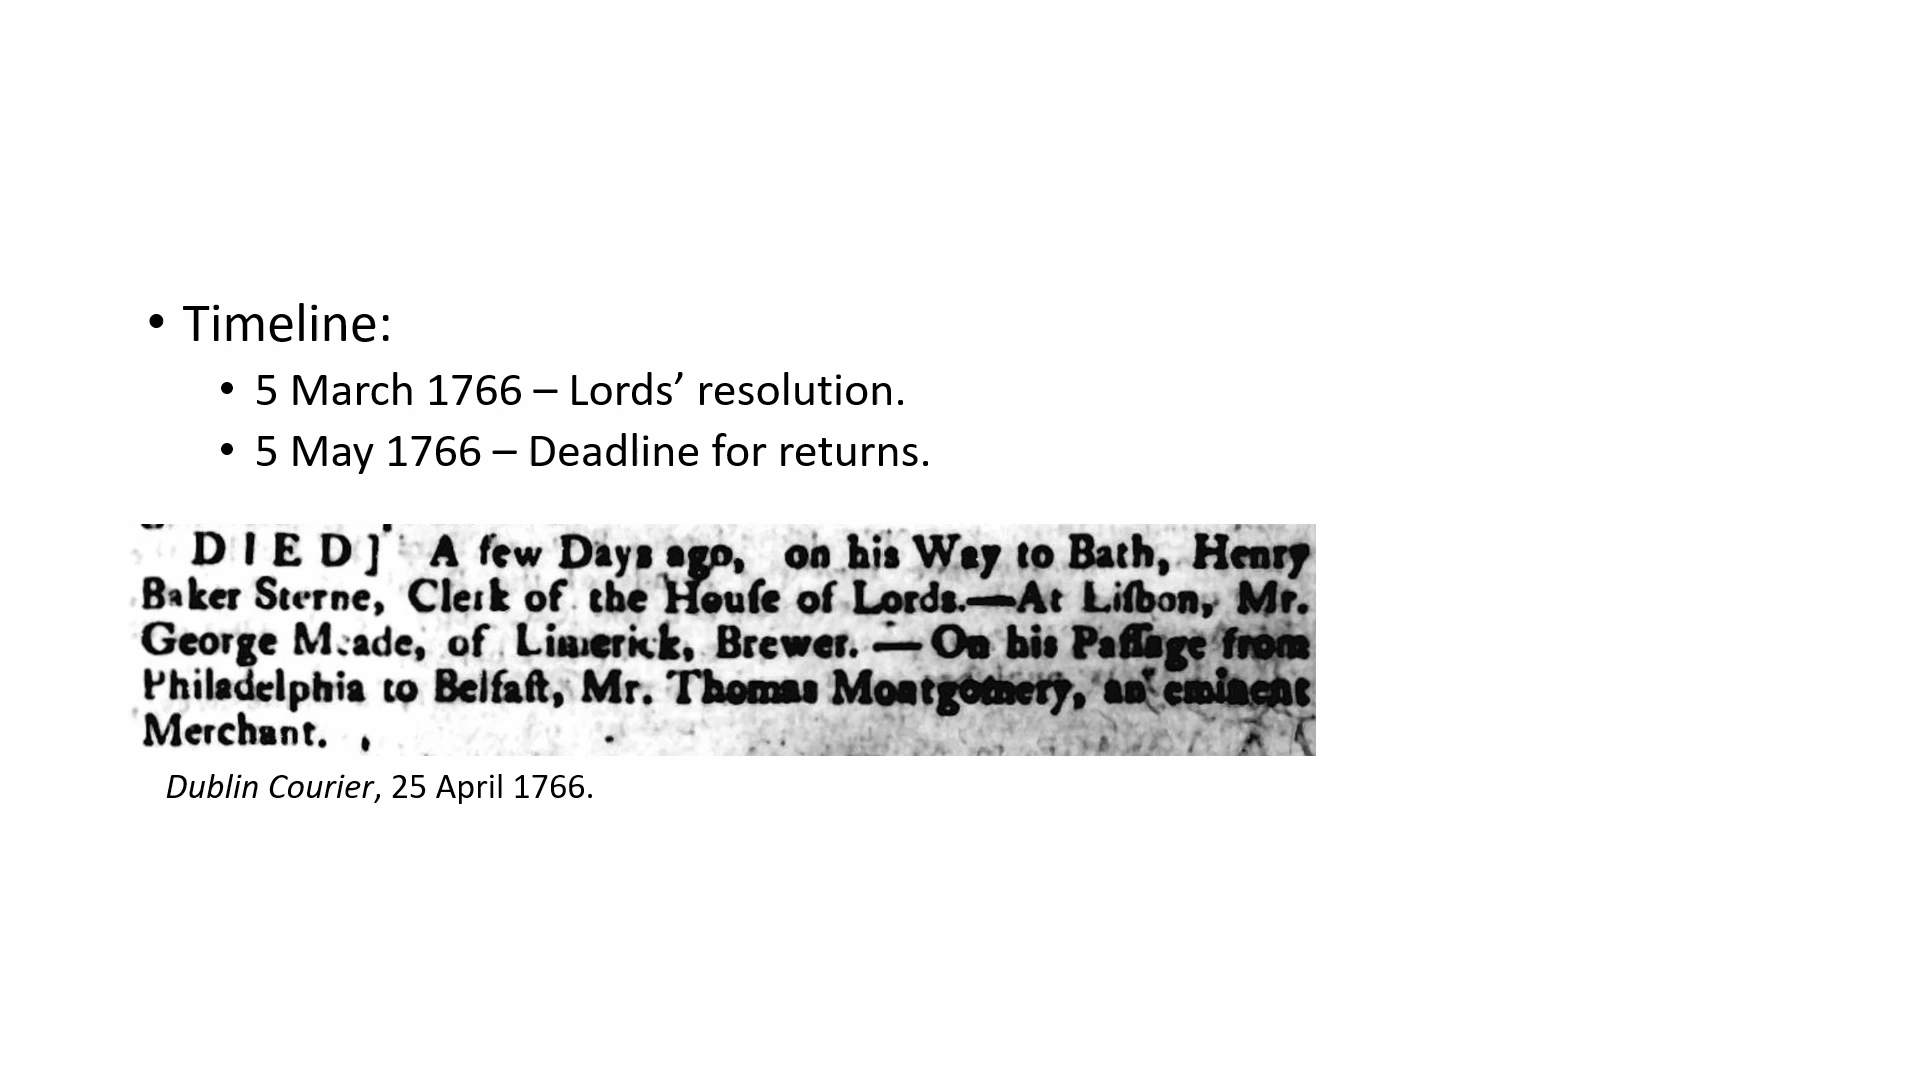 • Timeline:
• 5 March 1766 – Lords’ resolution.
• 5 May 1766 – Deadline for returns.
DIED] A few Days ago, on his Way to Bath, Henry
Baker Sterne, Clerk of the Houſe of Lords.—At Liſbon, Mr.
George Meade, of Limerick, Brewer. — On his Paſſage from
Philadelphia to Belfaſt, Mr. Thomas Montgomery, an eminent
Merchant.
Dublin Courier, 25 April 1766.